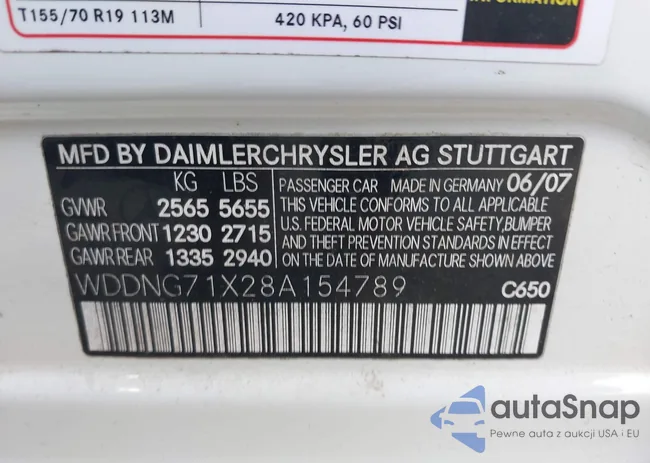 INFORMATION
T155/70 R19 113M 420 KPA, 60 PSI
MFD BY DAIMLERCHRYSLER AG STUTTGART
KG LBS PASSENGER CAR MADE IN GERMANY 06/07
GVWR 2565 5655 THIS VEHICLE CONFORMS TO ALL APPLICABLE
GAWR FRONT 1230 2715 U.S. FEDERAL MOTOR VEHICLE SAFETY,BUMPER
GAWR REAR 1335 2940 AND THEFT PREVENTION STANDARDS IN EFFECT
ON THE DATE OF MANUFACTURE SHOWN ABOVE
WDDNG71X28A154789 C650
autaSnap
Pewne auta z aukcji USA i EU